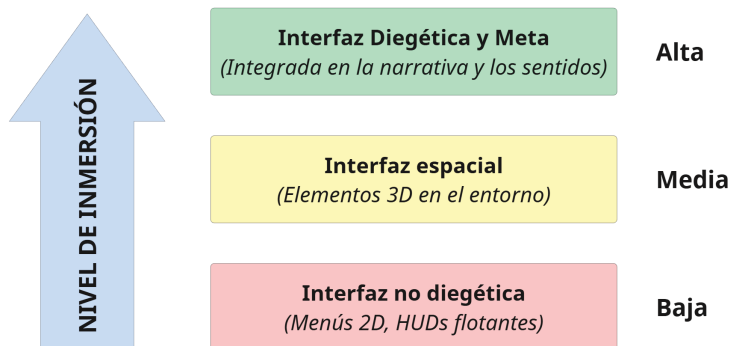 NIVEL DE INMERSIÓN
Interfaz Diegética y Meta
(Integrada en la narrativa y los sentidos)
Alta
Interfaz espacial
(Elementos 3D en el entorno)
Media
Interfaz no diegética
(Menús 2D, HUDs flotantes)
Baja